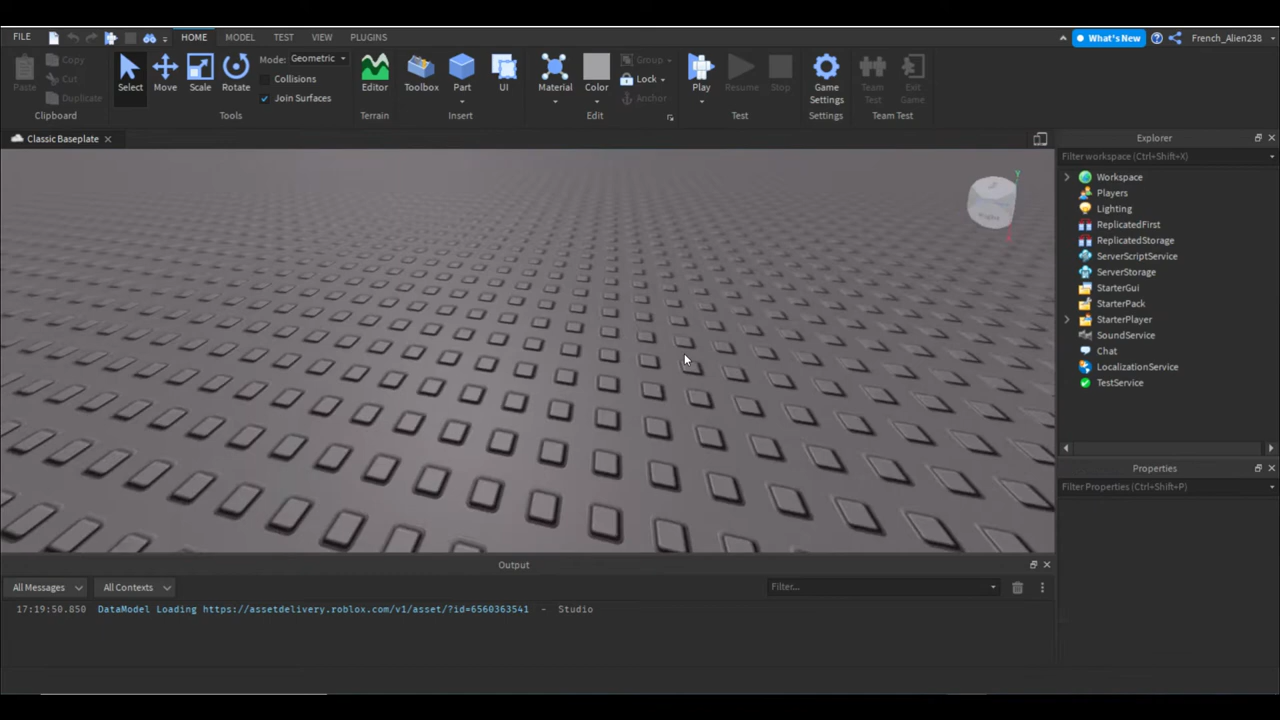 FILE HOME MODEL TEST VIEW PLUGINS What's New French_Alien238
Paste Copy Cut Duplicate
Clipboard
Select Move Scale Rotate
Mode: Geometric
Collisions
Join Surfaces
Tools
Editor
Terrain
Toolbox Part UI
Insert
Material Color
Group
Lock
Anchor
Edit
Play Resume Stop
Test
Game Settings
Settings
Team Test Exit Game
Team Test
Classic Baseplate
Explorer
Filter workspace (Ctrl+Shift+X)
Workspace
Players
Lighting
ReplicatedFirst
ReplicatedStorage
ServerScriptService
ServerStorage
StarterGui
StarterPack
StarterPlayer
SoundService
Chat
LocalizationService
TestService
Properties
Filter Properties (Ctrl+Shift+P)
Output
All Messages All Contexts Filter...
17:19:50.850 DataModel Loading https://assetdelivery.roblox.com/v1/asset/?id=6560363541 - Studio